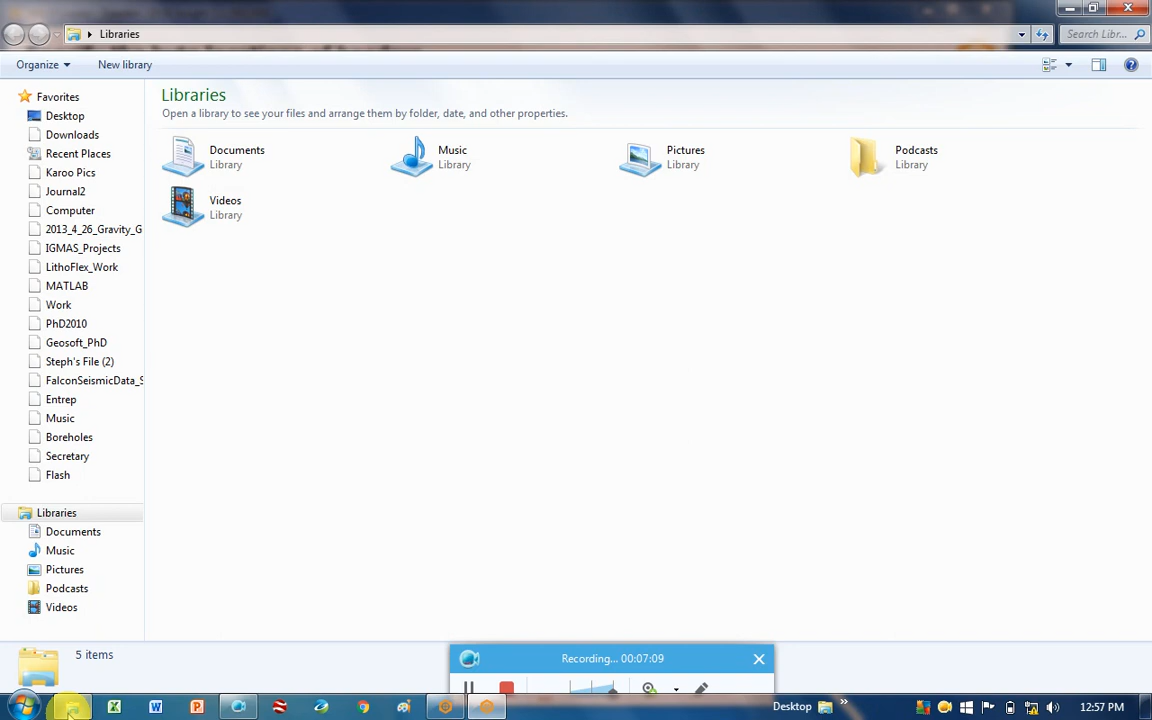 Libraries
Search Libr...
Organize
New library
Favorites
Desktop
Downloads
Recent Places
Karoo Pics
Journal2
Computer
2013_4_26_Gravity_G
IGMAS_Projects
LithoFlex_Work
MATLAB
Work
PhD2010
Geosoft_PhD
Steph's File (2)
FalconSeismicData_S
Entrep
Music
Boreholes
Secretary
Flash
Libraries
Documents
Music
Pictures
Podcasts
Videos
Libraries
Open a library to see your files and arrange them by folder, date, and other properties.
Documents
Library
Music
Library
Pictures
Library
Podcasts
Library
Videos
Library
5 items
Recording... 00:07:09
Desktop
12:57 PM